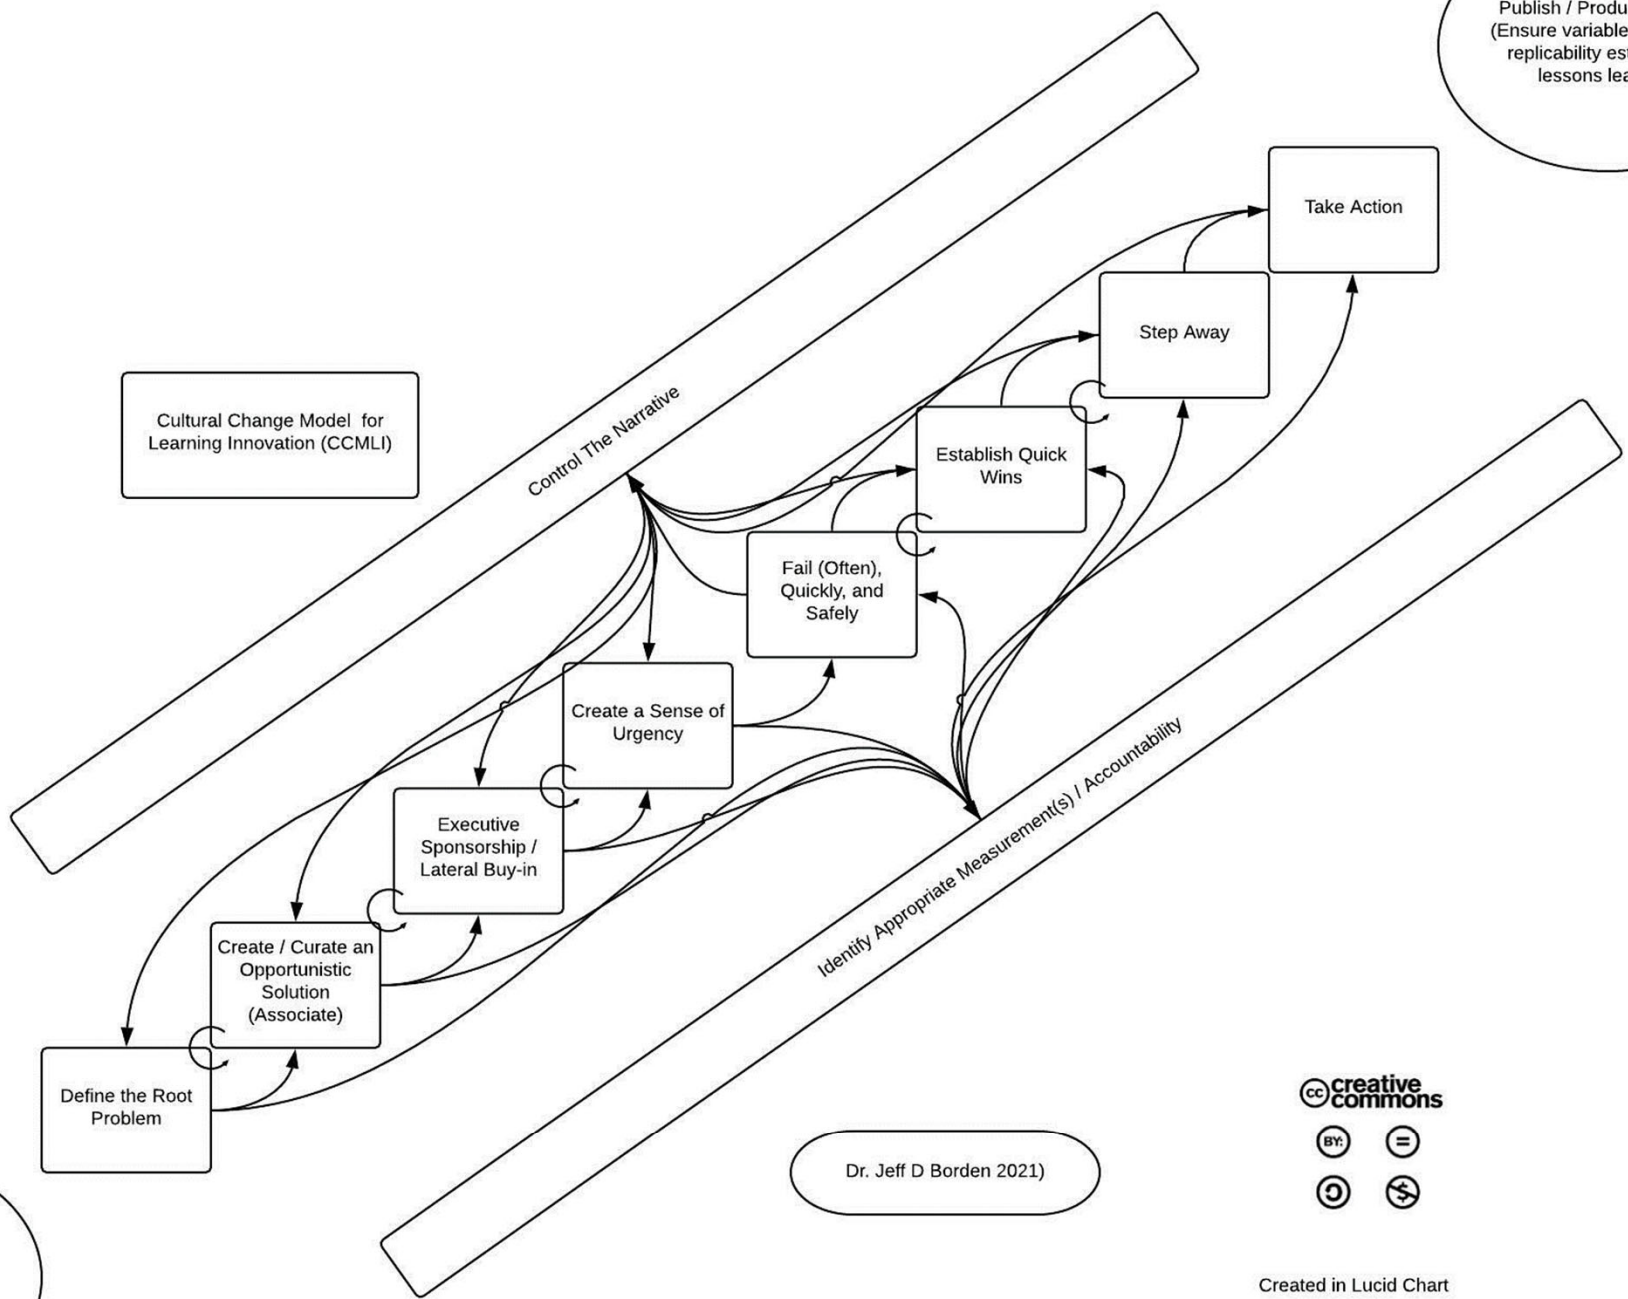 Publish / Produ
(Ensure variable
replicability es
lessons lea
Take Action
Step Away
Control The Narrative
Cultural Change Model for
Learning Innovation (CCMLI)
Establish Quick
Wins
Fail (Often),
Quickly, and
Safely
Create a Sense of
Urgency
Executive
Sponsorship /
Lateral Buy-in
Identify Appropriate Measurement(s) / Accountability
Create / Curate an
Opportunistic
Solution
(Associate)
Define the Root
Problem
Dr. Jeff D Borden 2021)
cc creative
commons
BY: =
$
Created in Lucid Chart